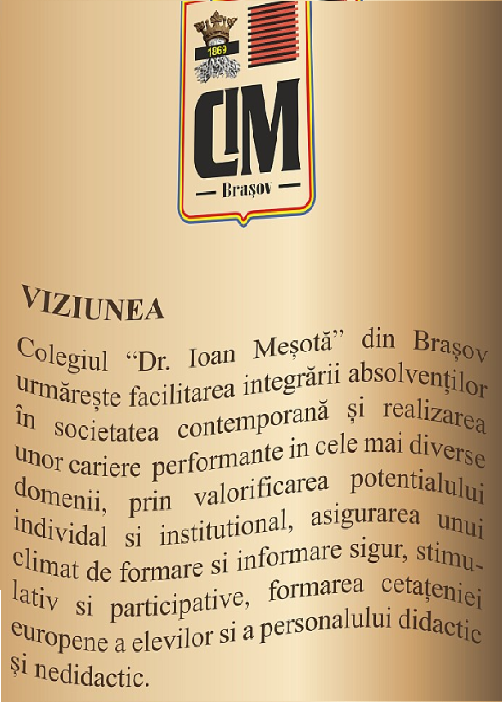 1869
CIM
Brașov
VIZIUNEA
Colegiul “Dr. Ioan Meșotă” din Brașov
urmărește facilitarea integrării absolvenților
în societatea contemporană și realizarea
unor cariere performante in cele mai diverse
domenii, prin valorificarea potentialului
individal si institutional, asigurarea unui
climat de formare si informare sigur, stimu-
lativ si participative, formarea cetațeniei
europene a elevilor si a personalului didactic
și nedidactic.